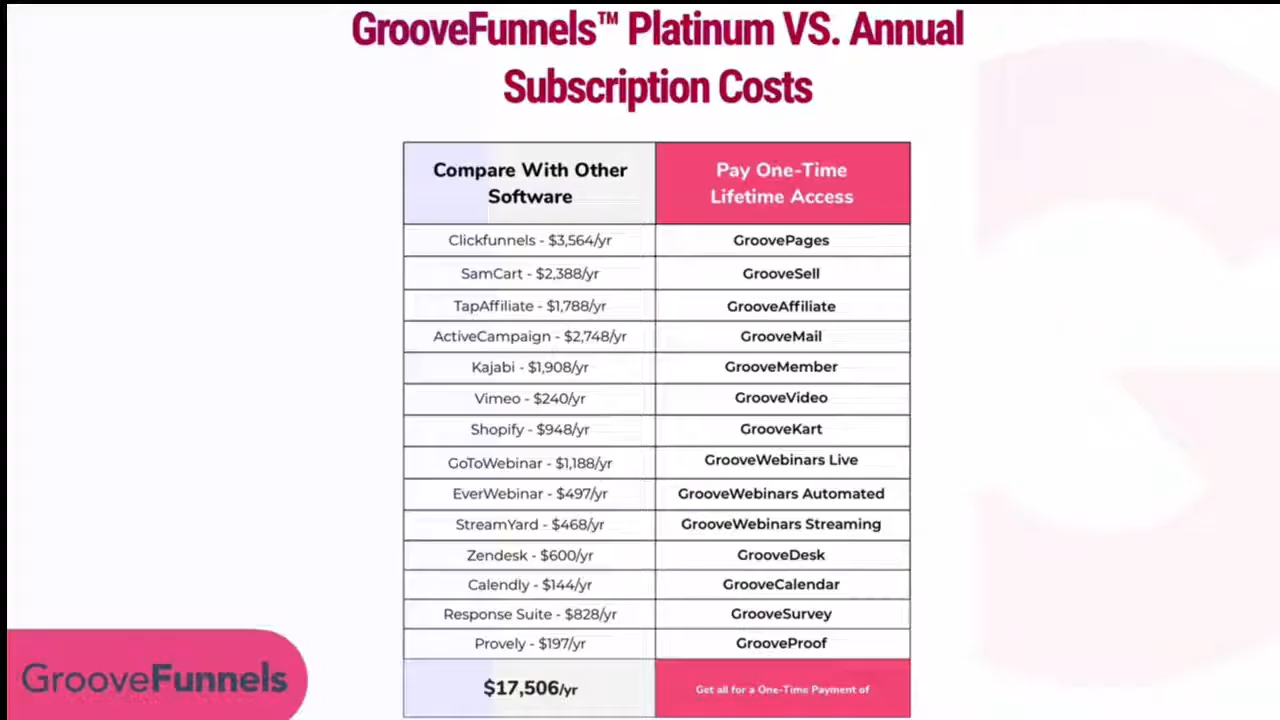 GrooveFunnels™ Platinum VS. Annual
Subscription Costs
Compare With Other
Software
Pay One-Time
Lifetime Access
Clickfunnels - $3,564/yr
GroovePages
SamCart - $2,388/yr
GrooveSell
TapAffiliate - $1,788/yr
GrooveAffiliate
ActiveCampaign - $2,748/yr
GrooveMail
Kajabi - $1,908/yr
GrooveMember
Vimeo - $240/yr
GrooveVideo
Shopify - $948/yr
GrooveKart
GoToWebinar - $1,188/yr
GrooveWebinars Live
EverWebinar - $497/yr
GrooveWebinars Automated
StreamYard - $468/yr
GrooveWebinars Streaming
Zendesk - $600/yr
GrooveDesk
Calendly - $144/yr
GrooveCalendar
Response Suite - $828/yr
GrooveSurvey
Provely - $197/yr
GrooveProof
$17,506/yr
Get all for a One-Time Payment of
GrooveFunnels